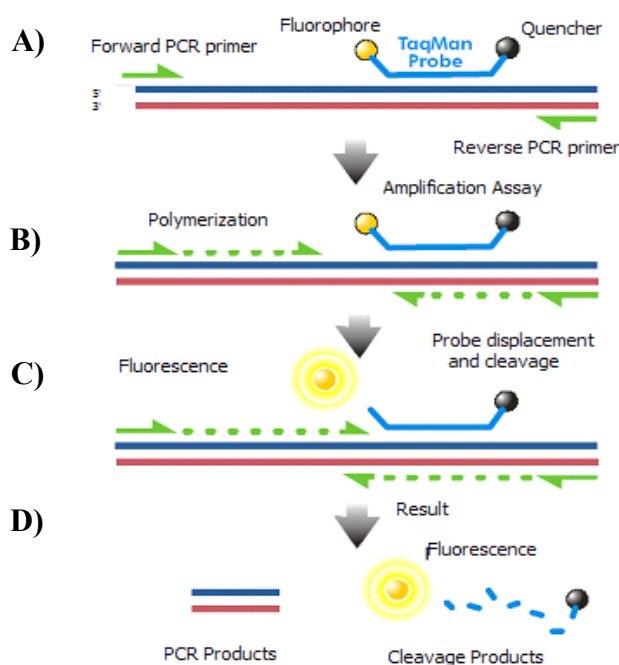 A)
Forward PCR primer
Fluorophore
TaqMan
Probe
Quencher
5'
3'
Reverse PCR primer
Amplification Assay
B)
Polymerization
C)
Fluorescence
Probe displacement
and cleavage
D)
Result
Fluorescence
PCR Products
Cleavage Products